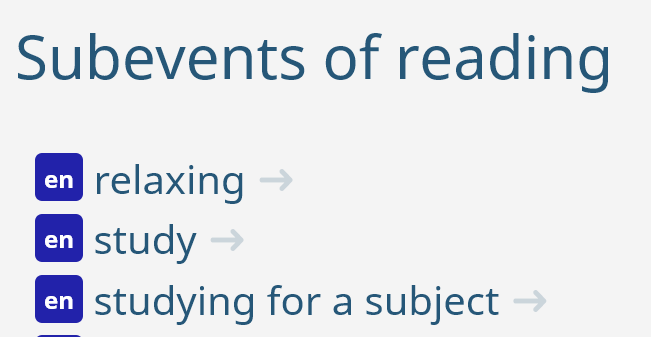 Subevents of reading
en relaxing →
en study →
en studying for a subject →